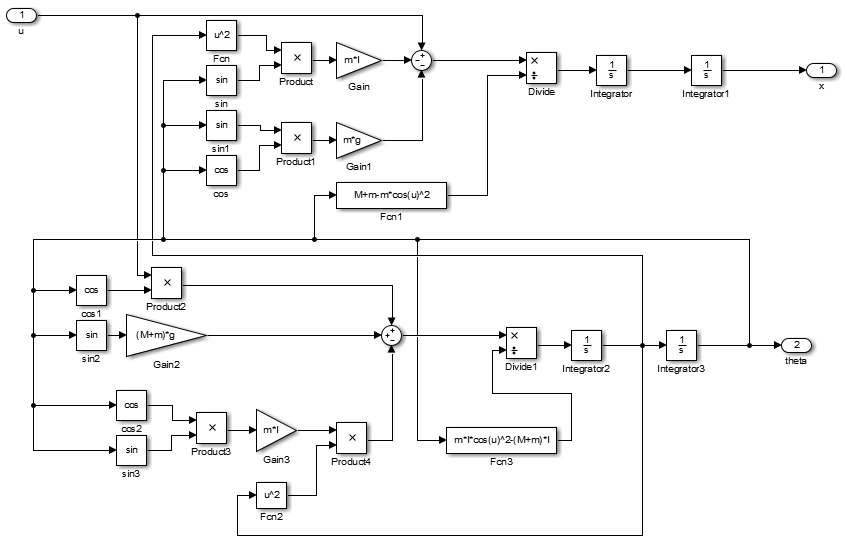 1
u
u^2
Fcn
×
Product
m*l
Gain
sin
sin
+
−
−
×
÷
Divide
1
s
Integrator
1
s
Integrator1
1
x
sin
sin1
×
Product1
m*g
Gain1
cos
cos
M+m-m*cos(u)^2
Fcn1
cos
cos1
×
Product2
sin
sin2
(M+m)*g
Gain2
+
−
−
×
÷
Divide1
1
s
Integrator2
1
s
Integrator3
2
theta
cos
cos2
×
Product3
m*l
Gain3
×
Product4
sin
sin3
m*l*cos(u)^2-(M+m)*l
Fcn3
u^2
Fcn2